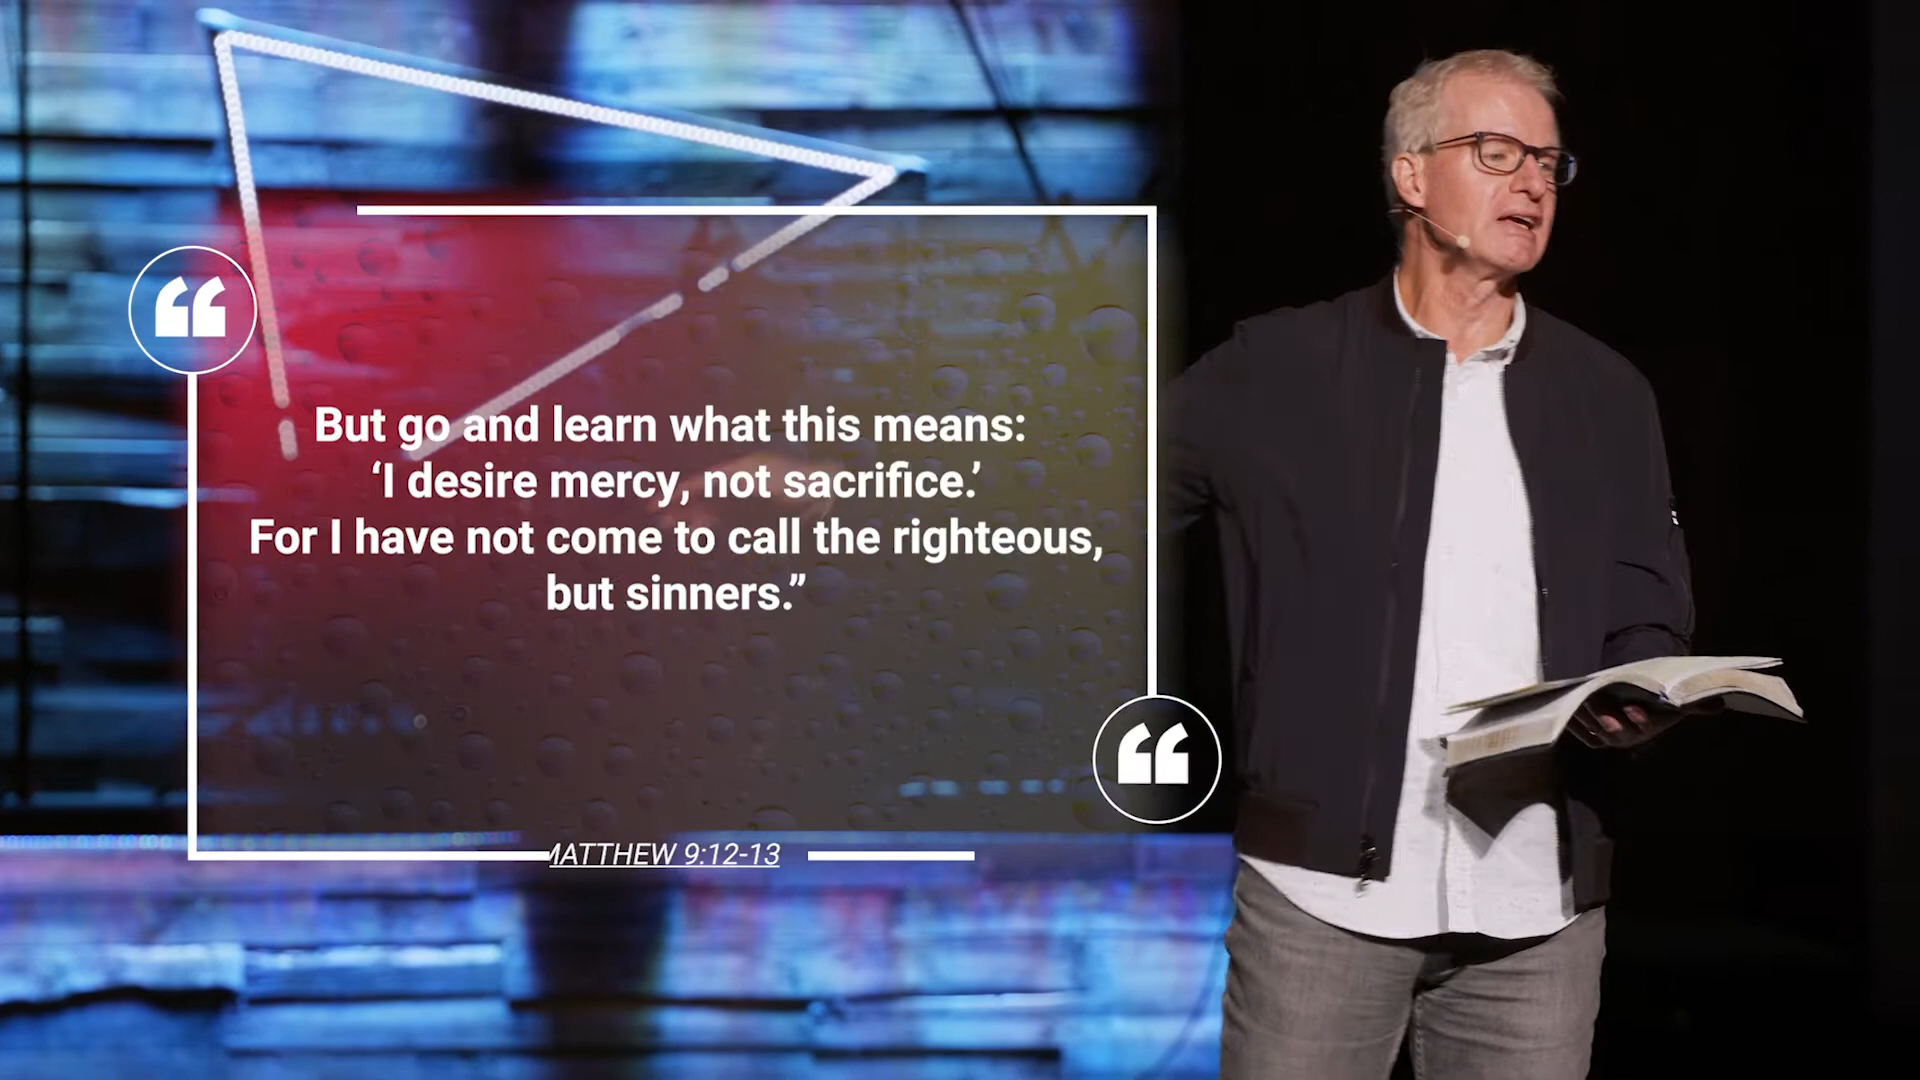 But go and learn what this means:
‘I desire mercy, not sacrifice.’
For I have not come to call the righteous,
but sinners.”
MATTHEW 9:12-13